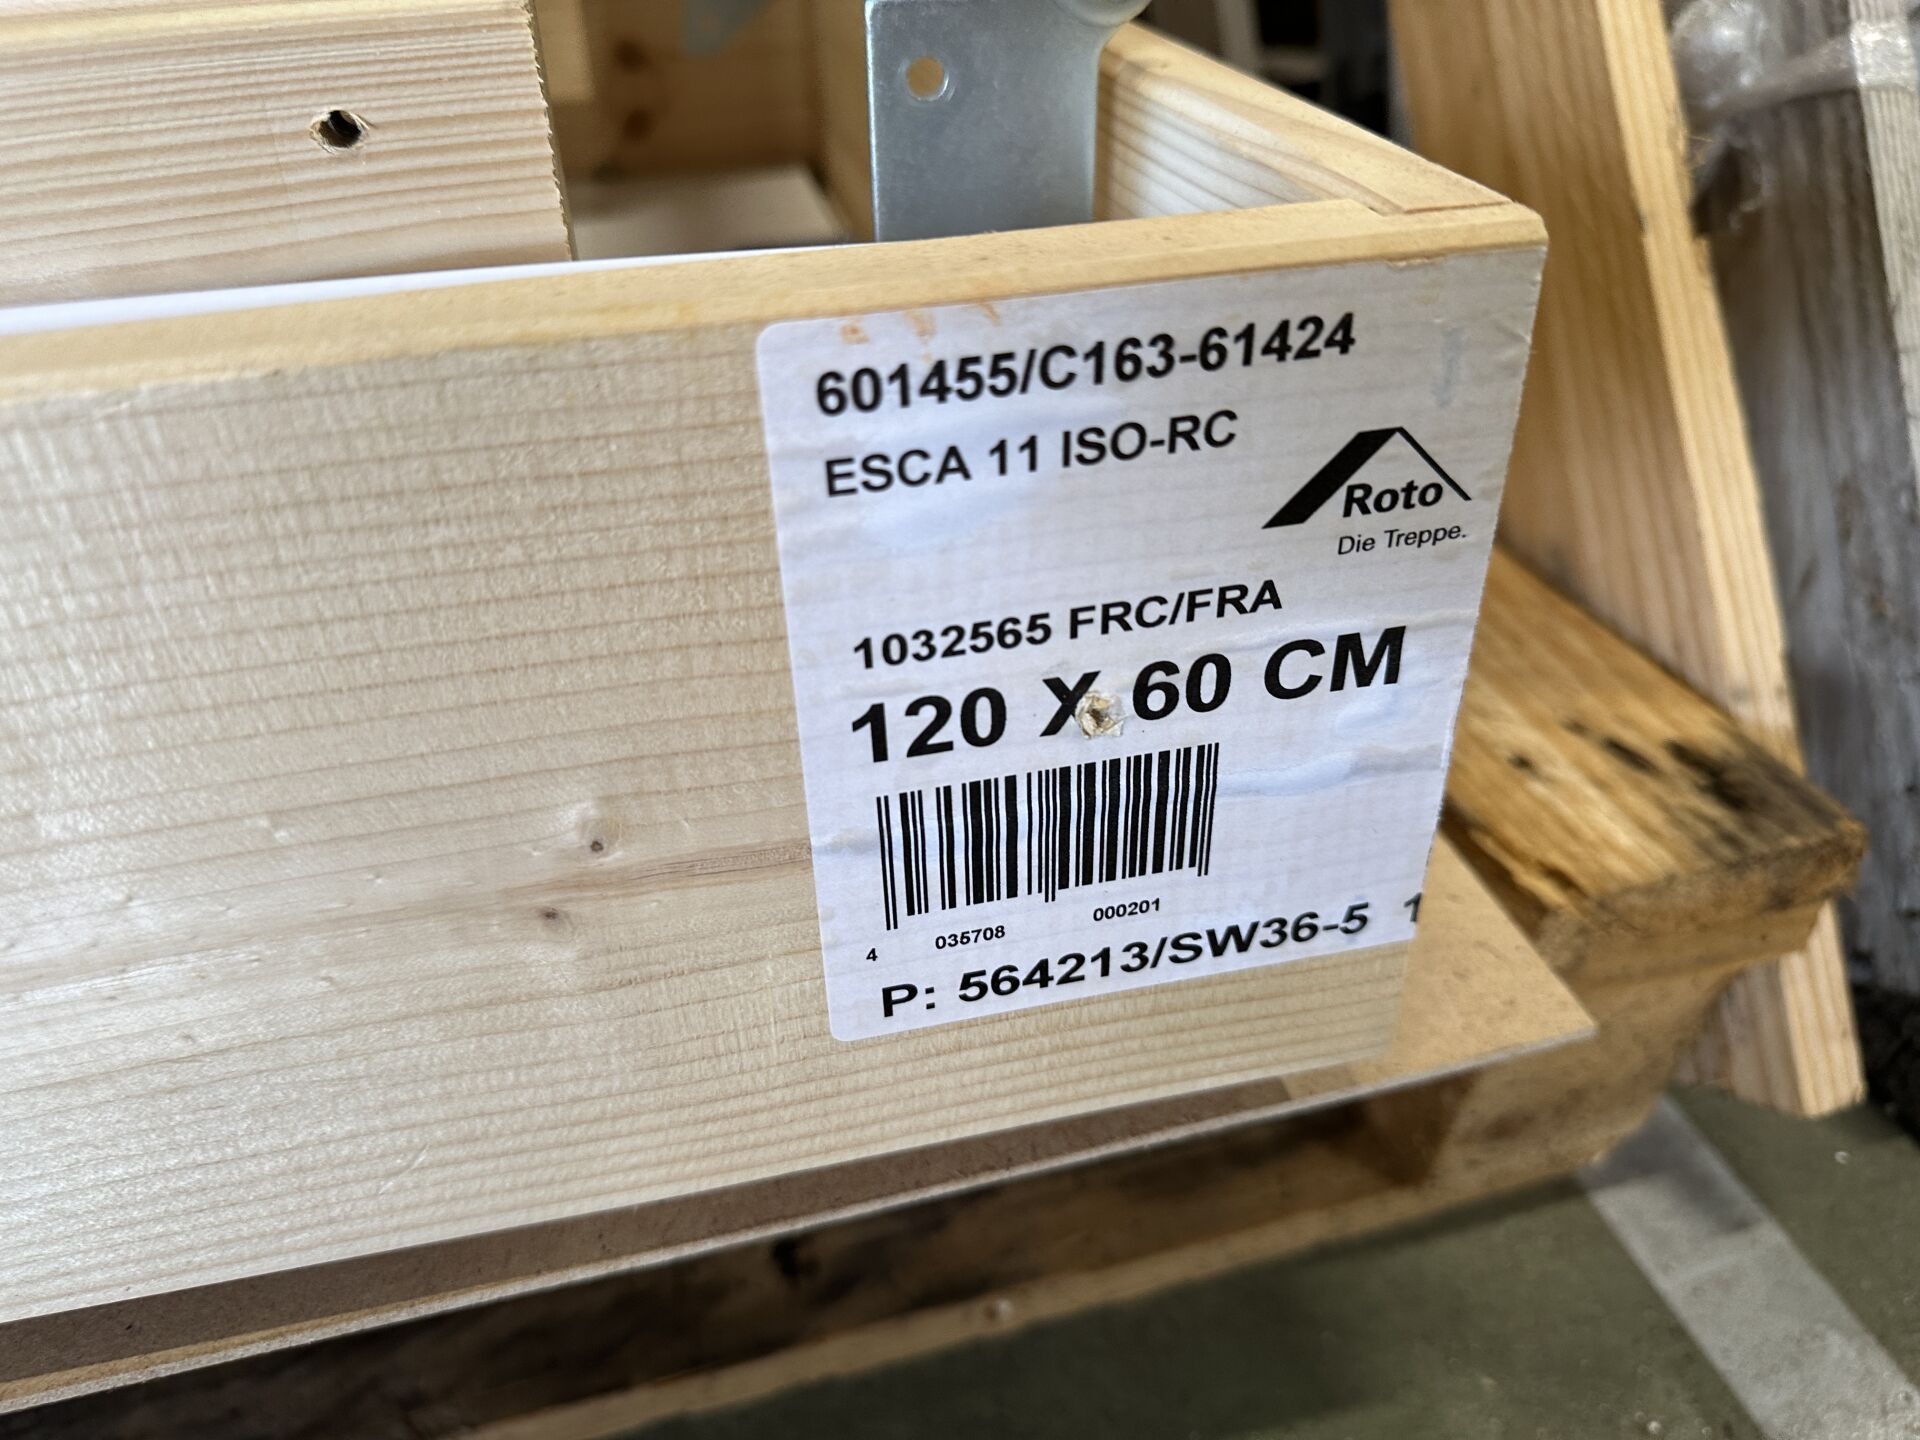 601455/C163-61424
ESCA 11 ISO-RC
Roto
Die Treppe.
1032565 FRC/FRA
120 X 60 CM
4 035708 000201
P: 564213/SW36-5 1